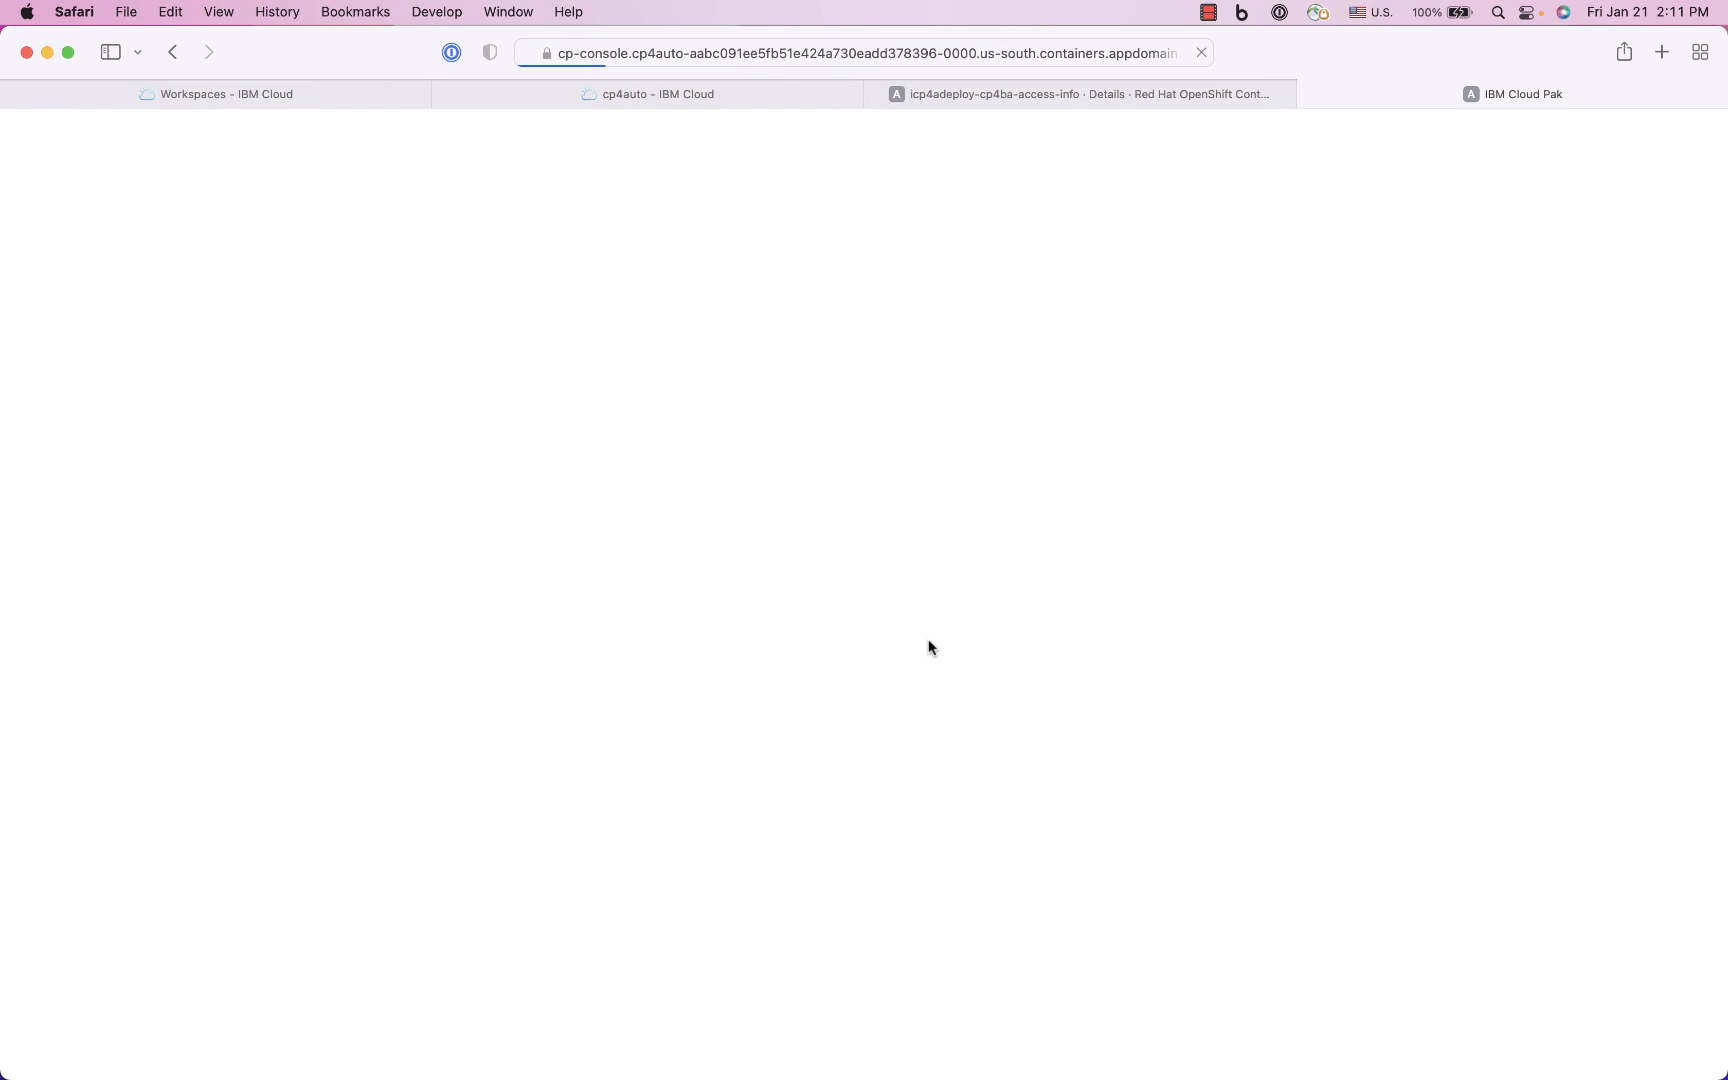 Safari File Edit View History Bookmarks Develop Window Help U.S. 100% Fri Jan 21 2:11 PM
cp-console.cp4auto-aabc091ee5fb51e424a730eadd378396-0000.us-south.containers.appdomain.
Workspaces - IBM Cloud
cp4auto - IBM Cloud
A icp4adeploy-cp4ba-access-info · Details · Red Hat OpenShift Cont...
A IBM Cloud Pak